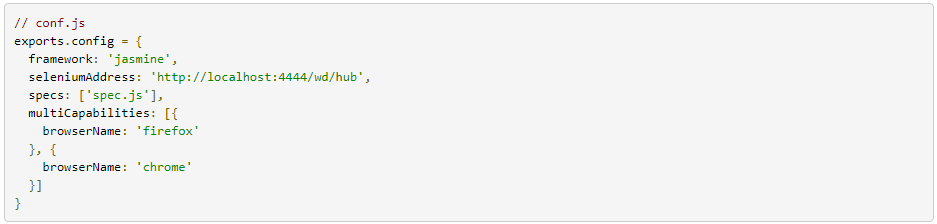 // conf.js
exports.config = {
  framework: 'jasmine',
  seleniumAddress: 'http://localhost:4444/wd/hub',
  specs: ['spec.js'],
  multiCapabilities: [{
    browserName: 'firefox'
  }, {
    browserName: 'chrome'
  }]
}